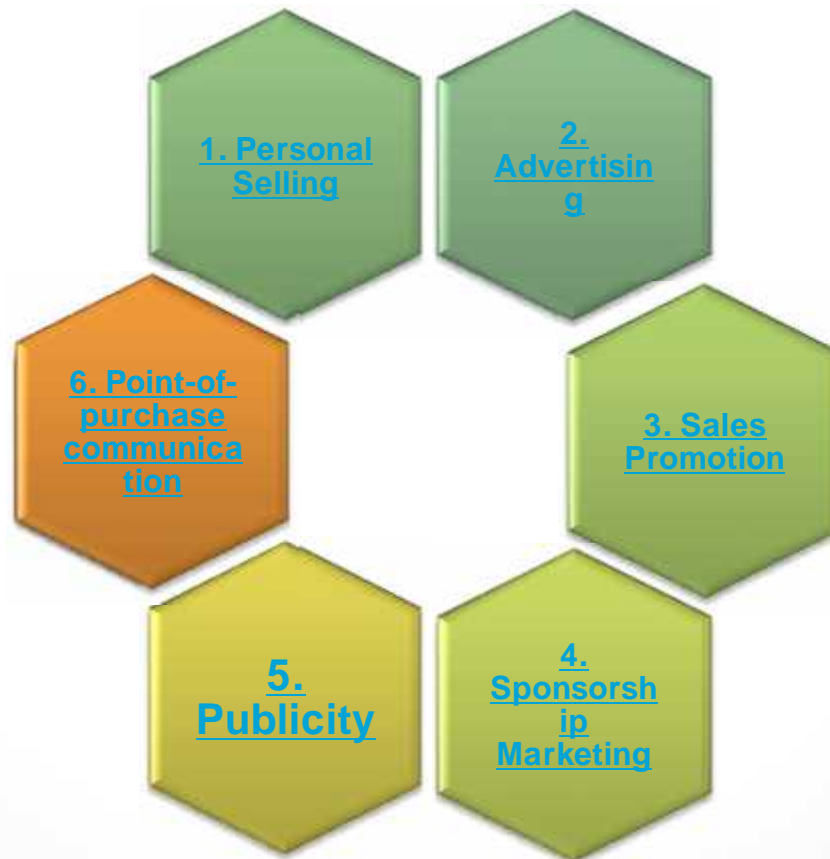 1. Personal
Selling
2.
Advertisin
g
3. Sales
Promotion
4.
Sponsorsh
ip
Marketing
5.
Publicity
6. Point-of-
purchase
communica
tion